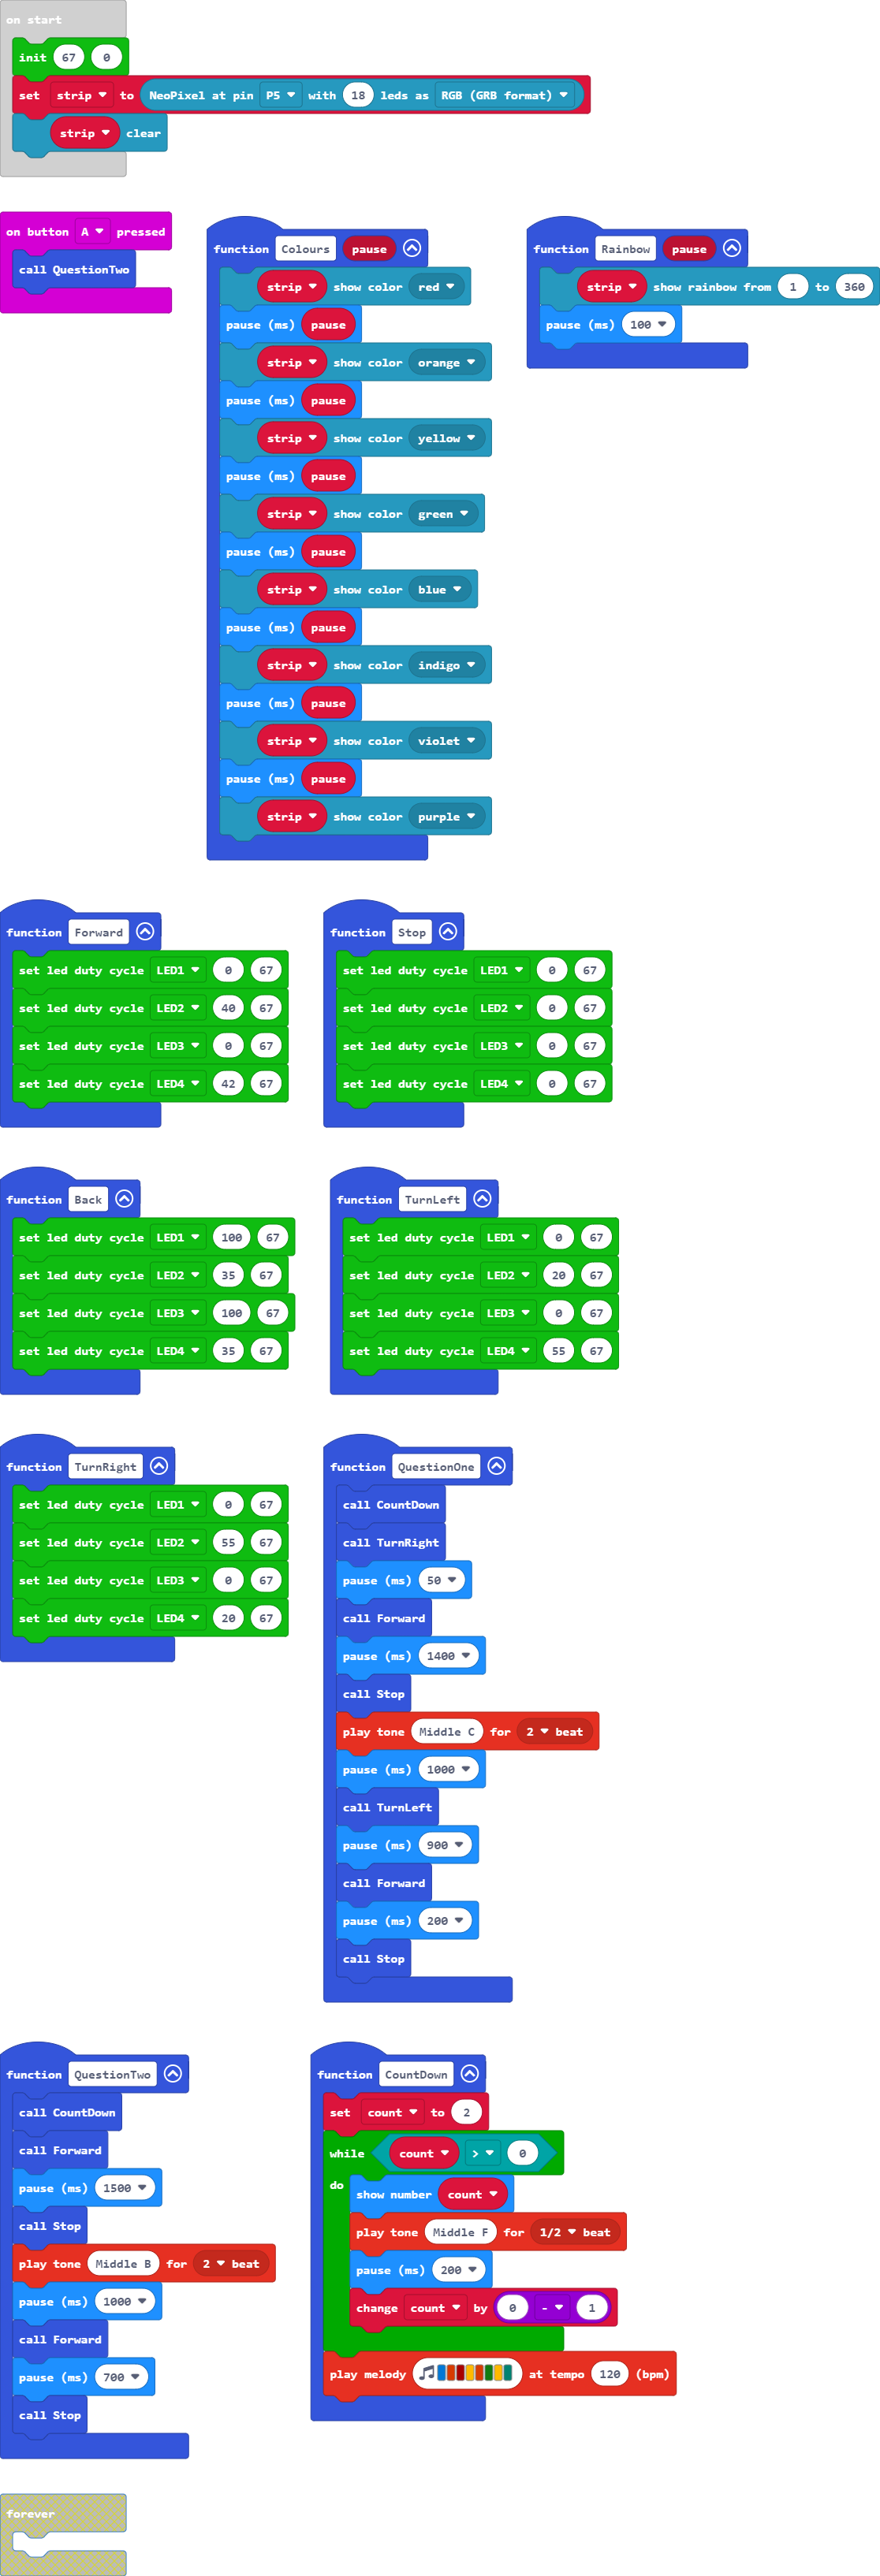 on start
init 67 0
set strip to NeoPixel at pin P5 with 18 leds as RGB (GRB format)
strip clear
on button A pressed
call QuestionTwo
function Colours pause
strip show color red
pause (ms) pause
strip show color orange
pause (ms) pause
strip show color yellow
pause (ms) pause
strip show color green
pause (ms) pause
strip show color blue
pause (ms) pause
strip show color indigo
pause (ms) pause
strip show color violet
pause (ms) pause
strip show color purple
function Rainbow pause
strip show rainbow from 1 to 360
pause (ms) 100
function Forward
set led duty cycle LED1 0 67
set led duty cycle LED2 40 67
set led duty cycle LED3 0 67
set led duty cycle LED4 42 67
function Stop
set led duty cycle LED1 0 67
set led duty cycle LED2 0 67
set led duty cycle LED3 0 67
set led duty cycle LED4 0 67
function Back
set led duty cycle LED1 100 67
set led duty cycle LED2 35 67
set led duty cycle LED3 100 67
set led duty cycle LED4 35 67
function TurnLeft
set led duty cycle LED1 0 67
set led duty cycle LED2 20 67
set led duty cycle LED3 0 67
set led duty cycle LED4 55 67
function TurnRight
set led duty cycle LED1 0 67
set led duty cycle LED2 55 67
set led duty cycle LED3 0 67
set led duty cycle LED4 20 67
function QuestionOne
call CountDown
call TurnRight
pause (ms) 50
call Forward
pause (ms) 1400
call Stop
play tone Middle C for 2 beat
pause (ms) 1000
call TurnLeft
pause (ms) 900
call Forward
pause (ms) 200
call Stop
function QuestionTwo
call CountDown
call Forward
pause (ms) 1500
call Stop
play tone Middle B for 2 beat
pause (ms) 1000
call Forward
pause (ms) 700
call Stop
function CountDown
set count to 2
while count > 0
do
show number count
play tone Middle F for 1/2 beat
pause (ms) 200
change count by 0 - 1
play melody at tempo 120 (bpm)
forever